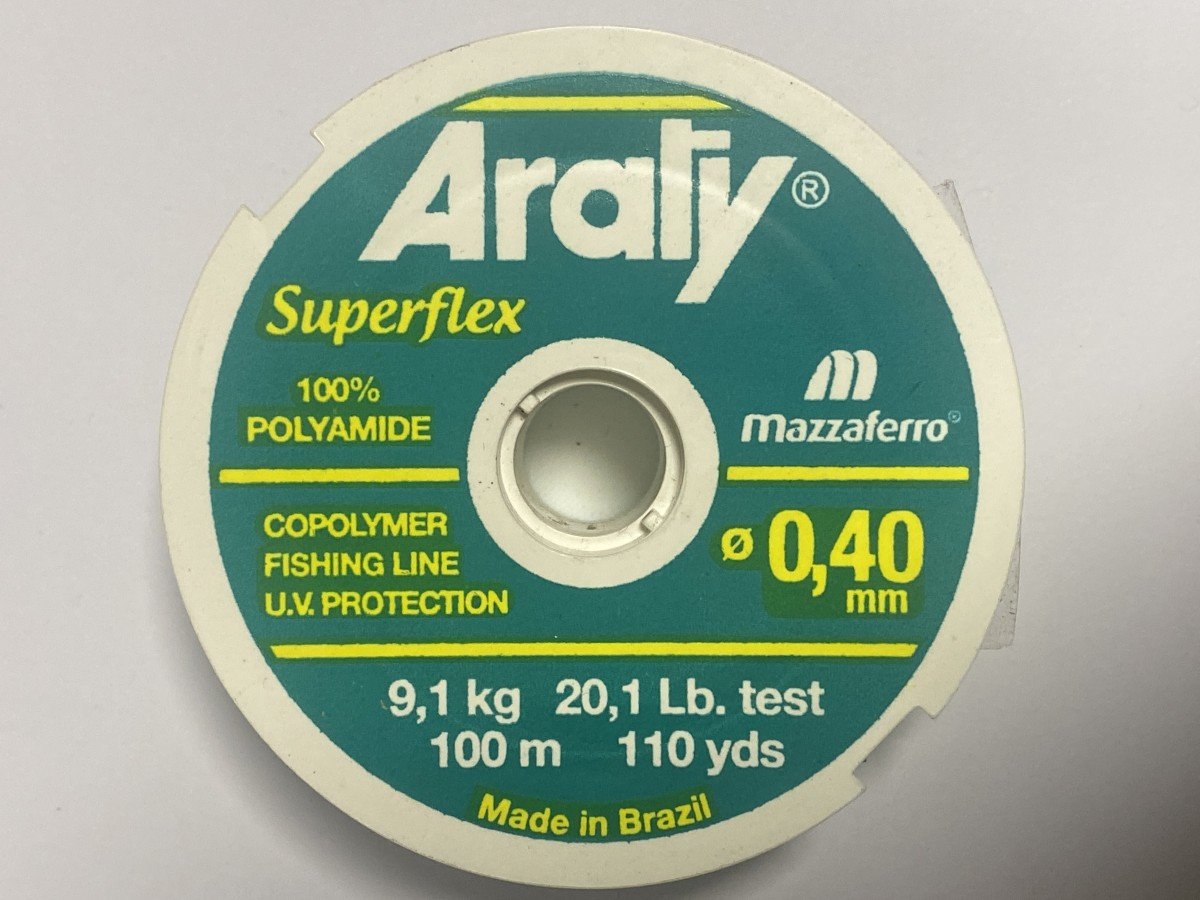 Araty®
Superflex
100%
POLYAMIDE
m
mazzaferro®
COPOLYMER
FISHING LINE
U.V. PROTECTION
ø 0,40
mm
9,1 kg 20,1 Lb. test
100 m 110 yds
Made in Brazil